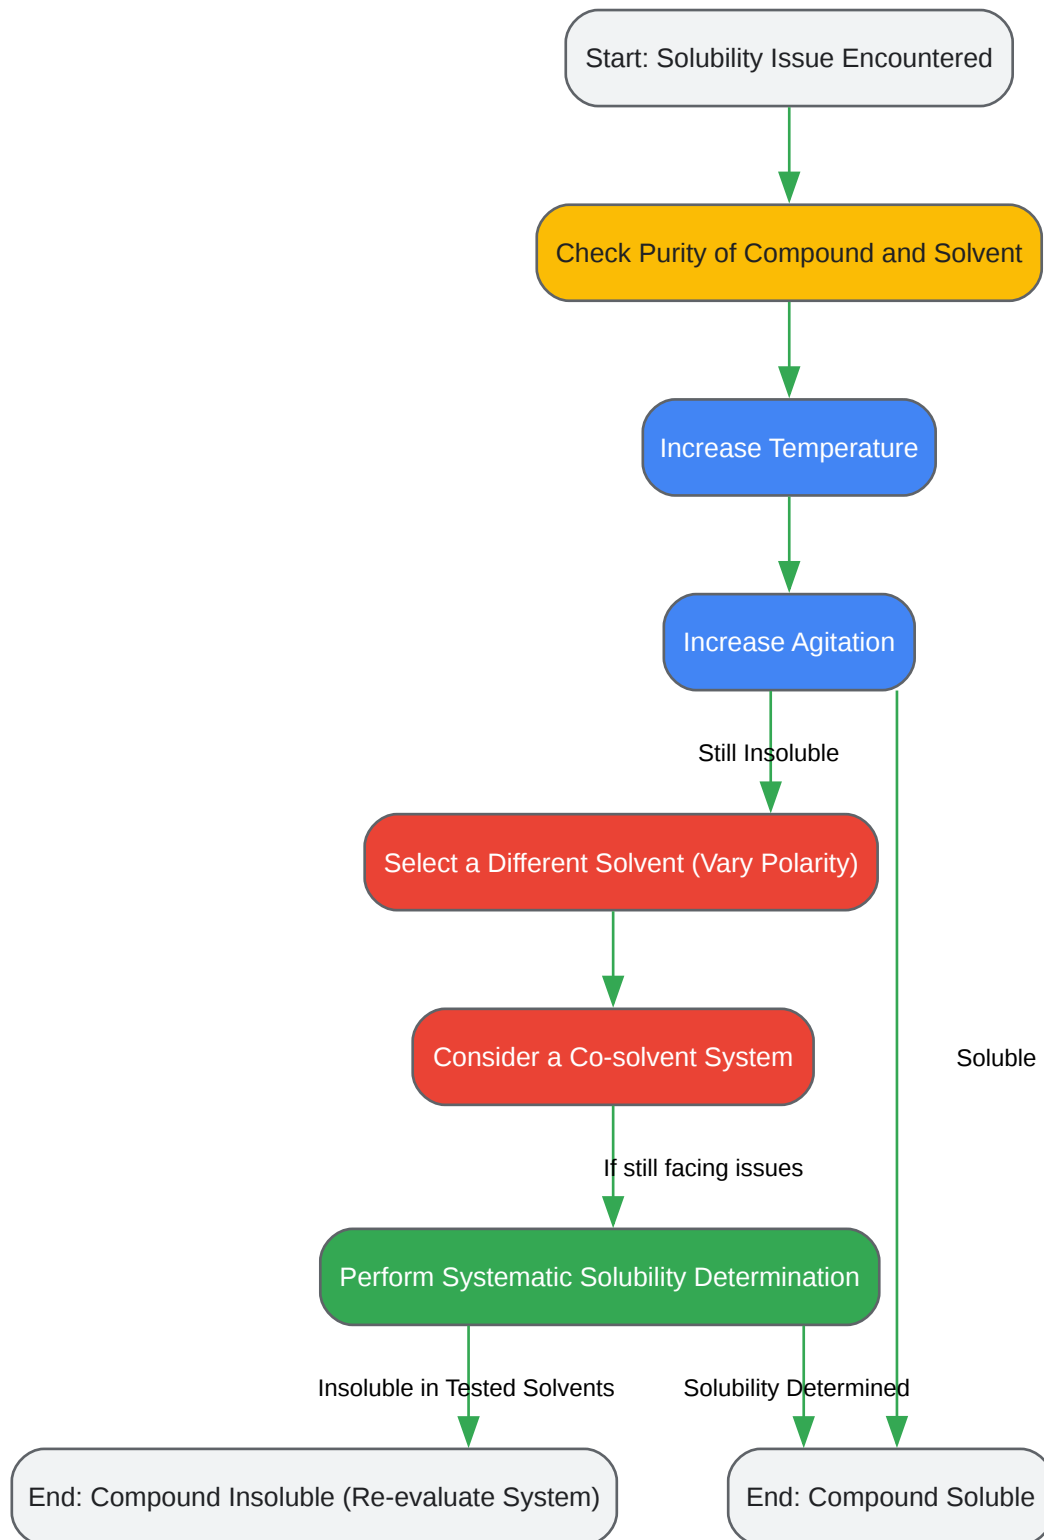 Start: Solubility Issue Encountered
Check Purity of Compound and Solvent
Increase Temperature
Increase Agitation
Still Insoluble
Select a Different Solvent (Vary Polarity)
Consider a Co-solvent System
Soluble
If still facing issues
Perform Systematic Solubility Determination
Insoluble in Tested Solvents
Solubility Determined
End: Compound Insoluble (Re-evaluate System)
End: Compound Soluble